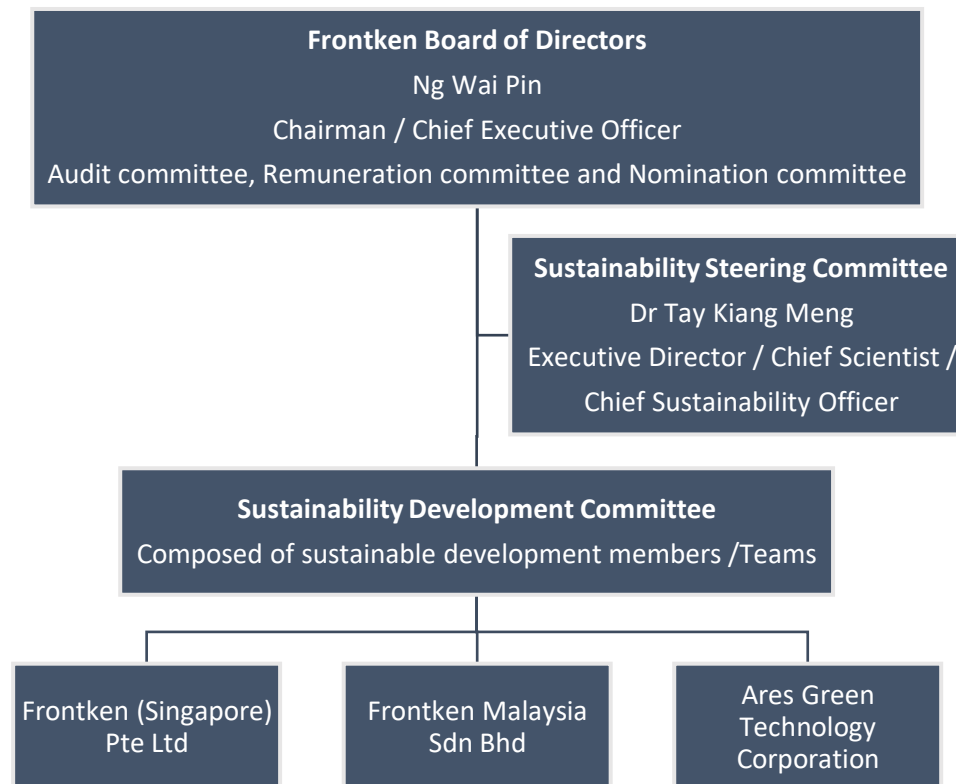 Frontken Board of Directors
Ng Wai Pin
Chairman / Chief Executive Officer
Audit committee, Remuneration committee and Nomination committee
Sustainability Steering Committee
Dr Tay Kiang Meng
Executive Director / Chief Scientist /
Chief Sustainability Officer
Sustainability Development Committee
Composed of sustainable development members /Teams
Frontken (Singapore)
Pte Ltd
Frontken Malaysia
Sdn Bhd
Ares Green
Technology
Corporation